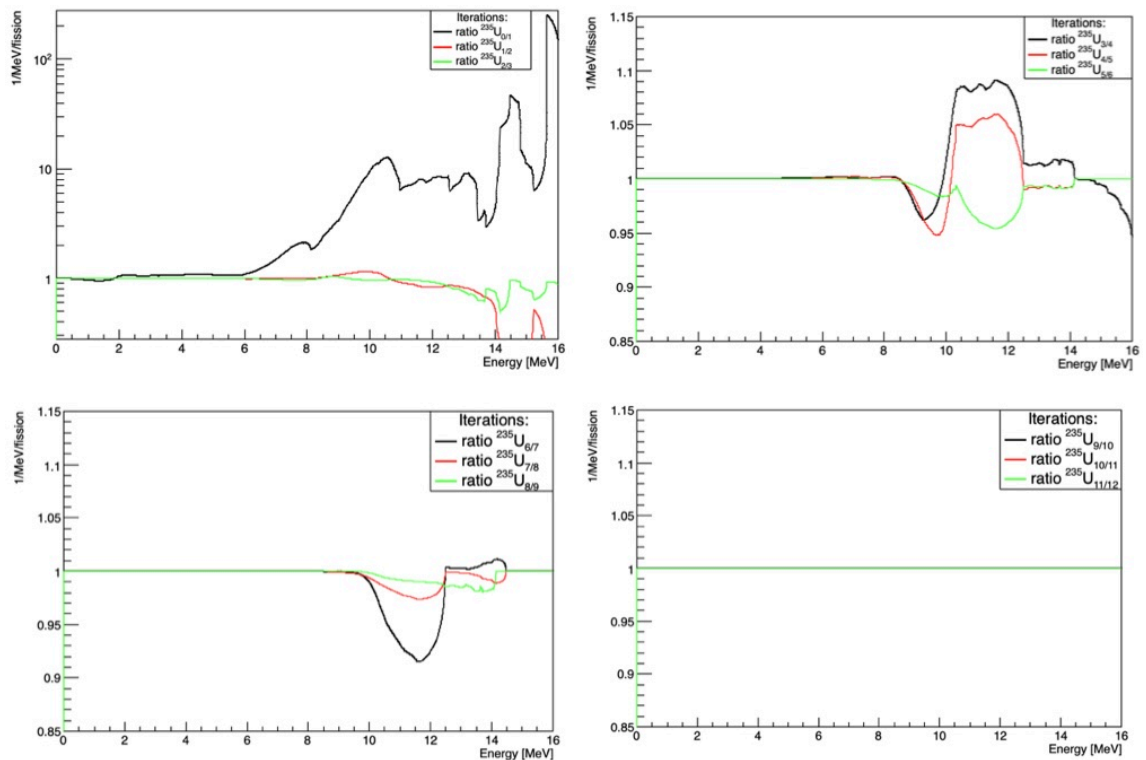 1/MeV/fission
Iterations:
ratio ²³⁵U₀/₁
ratio ²³⁵U₁/₂
ratio ²³⁵U₂/₃
10²
10
1
0 2 4 6 8 10 12 14 16
Energy [MeV]
1/MeV/fission
Iterations:
ratio ²³⁵U₃/₄
ratio ²³⁵U₄/₅
ratio ²³⁵U₅/₆
1.15
1.1
1.05
1
0.95
0.9
0.85
0 2 4 6 8 10 12 14 16
Energy [MeV]
1/MeV/fission
Iterations:
ratio ²³⁵U₆/₇
ratio ²³⁵U₇/₈
ratio ²³⁵U₈/₉
1.15
1.1
1.05
1
0.95
0.9
0.85
0 2 4 6 8 10 12 14 16
Energy [MeV]
1/MeV/fission
Iterations:
ratio ²³⁵U₉/₁₀
ratio ²³⁵U₁₀/₁₁
ratio ²³⁵U₁₁/₁₂
1.15
1.1
1.05
1
0.95
0.9
0.85
0 2 4 6 8 10 12 14 16
Energy [MeV]